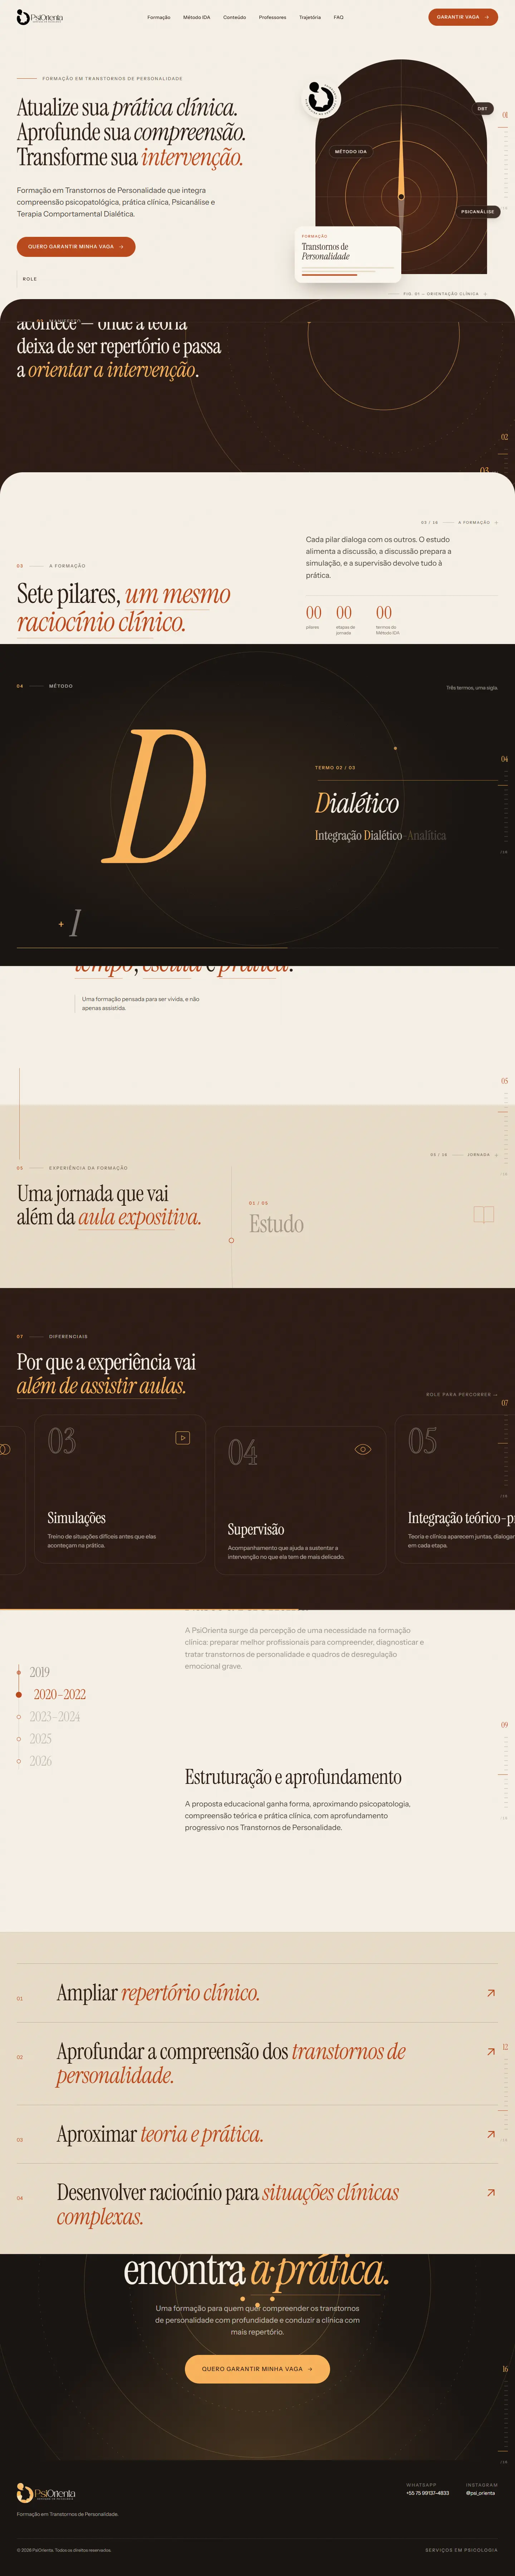 PsiOrienta
Formação
Método IDA
Conteúdo
Professores
Trajetória
FAQ
GARANTIR VAGA →
FORMAÇÃO EM TRANSTORNOS DE PERSONALIDADE
Atualize sua prática clínica.
Aprofunde sua compreensão.
Transforme sua intervenção.
Formação em Transtornos de Personalidade que integra
compreensão psicopatológica, prática clínica, Psicanálise e
Terapia Comportamental Dialética.
QUERO GARANTIR MINHA VAGA →
ROLE
DBT
MÉTODO IDA
PSICANÁLISE
FORMAÇÃO
Transtornos de
Personalidade
FIG. 01 — ORIENTAÇÃO CLÍNICA
01
MANIFESTO
acontece — onde a teoria
deixa de ser repertório e passa
a orientar a intervenção.
02
03
03 / 16 A FORMAÇÃO
Cada pilar dialoga com os outros. O estudo
alimenta a discussão, a discussão prepara a
simulação, e a supervisão devolve tudo à
prática.
03 A FORMAÇÃO
Sete pilares, um mesmo
raciocínio clínico.
00 00 00
pilares
etapas de
jornada
termos do
Método IDA
04 MÉTODO
Três termos, uma sigla.
04
D
TERMO 02 / 03
Dialético
Integração Dialético-Analítica
+ I
tempo, escuta e prática.
Uma formação pensada para ser vivida, e não
apenas assistida.
05
05 / 16 JORNADA
05 EXPERIÊNCIA DA FORMAÇÃO
Uma jornada que vai
além da aula expositiva.
Estudo
07 DIFERENCIAIS
Por que a experiência vai
além de assistir aulas.
ROLE PARA PERCORRER →
07
03
Simulações
Treino de situações difíceis antes que elas
aconteçam na prática.
04
Supervisão
Acompanhamento que ajuda a sustentar a
intervenção no que ela tem de mais delicado.
05
Integração teórico-pr
Teoria e clínica aparecem juntas, dialogan
em cada etapa.
A PsiOrienta surge da percepção de uma necessidade na formação
clínica: preparar melhor profissionais para compreender, diagnosticar e
tratar transtornos de personalidade e quadros de desregulação
emocional grave.
2019
2020–2022
2023–2024
2025
2026
09
Estruturação e aprofundamento
A proposta educacional ganha forma, aproximando psicopatologia,
compreensão teórica e prática clínica, com aprofundamento
progressivo nos Transtornos de Personalidade.
01 Ampliar repertório clínico.
02 Aprofundar a compreensão dos transtornos de
personalidade.
12
03 Aproximar teoria e prática.
04 Desenvolver raciocínio para situações clínicas
complexas.
encontra a prática.
Uma formação para quem quer compreender os transtornos
de personalidade com profundidade e conduzir a clínica com
mais repertório.
QUERO GARANTIR MINHA VAGA →
16
PsiOrienta
Formação em Transtornos de Personalidade.
WHATSAPP
+55 75 99137-4833
INSTAGRAM
@psi_orienta
© 2026 PsiOrienta. Todos os direitos reservados.
SERVIÇOS EM PSICOLOGIA